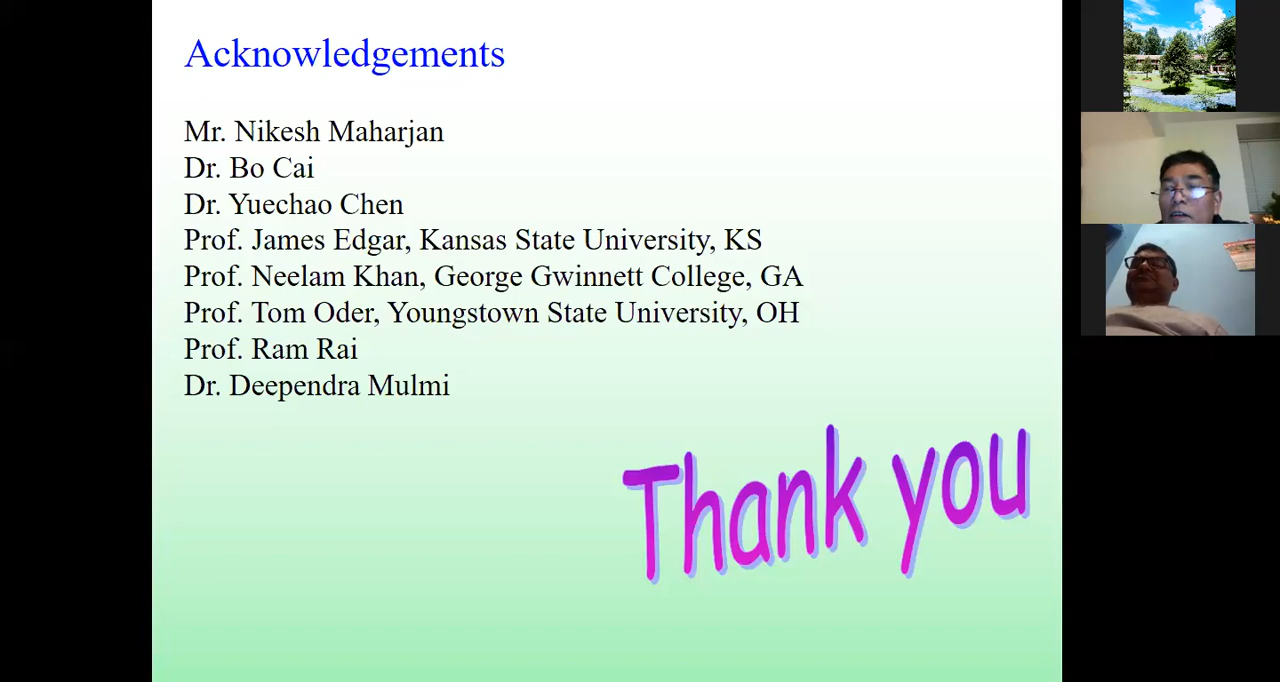 Acknowledgements
Mr. Nikesh Maharjan
Dr. Bo Cai
Dr. Yuechao Chen
Prof. James Edgar, Kansas State University, KS
Prof. Neelam Khan, George Gwinnett College, GA
Prof. Tom Oder, Youngstown State University, OH
Prof. Ram Rai
Dr. Deependra Mulmi
Thank you